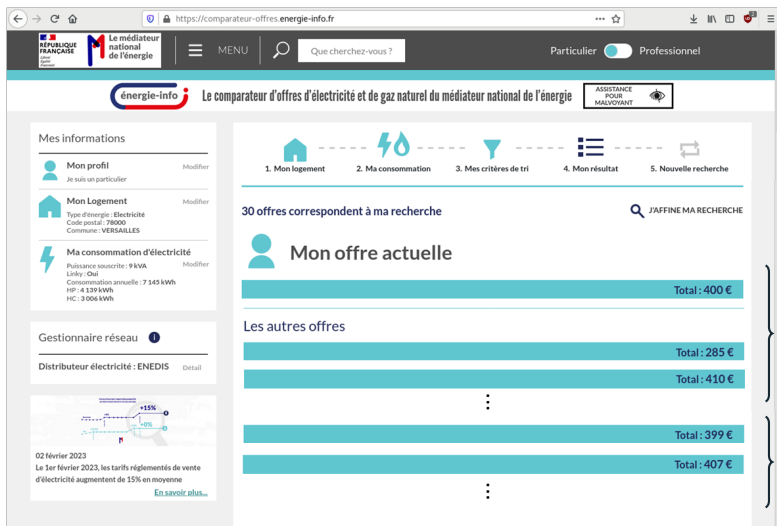 https://comparateur-offres.energie-info.fr
RÉPUBLIQUE
FRANÇAISE
Le médiateur
national
de l'énergie
MENU
Que cherchez-vous ?
Particulier
Professionnel
énergie-info
Le comparateur d'offres d'électricité et de gaz naturel du médiateur national de l'énergie
ASSISTANCE
POUR
MALVOYANT
Mes informations
Mon profil
Modifier
Je suis un particulier
Mon Logement
Modifier
Type d'énergie : Electricité
Code postal : 78000
Commune : VERSAILLES
Ma consommation d'électricité
Puissance souscrite : 9 kVA
Modifier
Linky : Oui
Consommation annuelle : 7 145 kWh
HP : 4 139 kWh
HC : 3 006 kWh
Gestionnaire réseau
i
Distributeur électricité : ENEDIS
Détail
+15%
+0%
02 février 2023
Le 1er février 2023, les tarifs réglementés de vente
d'électricité augmentent de 15% en moyenne
En savoir plus...
1. Mon logement
2. Ma consommation
3. Mes critères de tri
4. Mon résultat
5. Nouvelle recherche
30 offres correspondent à ma recherche
J'AFFINE MA RECHERCHE
Mon offre actuelle
Total : 400 €
Les autres offres
Total : 285 €
Total : 410 €
Total : 399 €
Total : 407 €